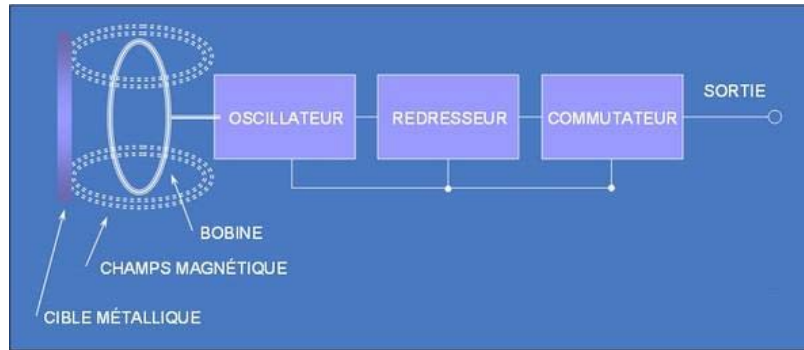 SORTIE
OSCILLATEUR
REDRESSEUR
COMMUTATEUR
BOBINE
CHAMPS MAGNÉTIQUE
CIBLE MÉTALLIQUE